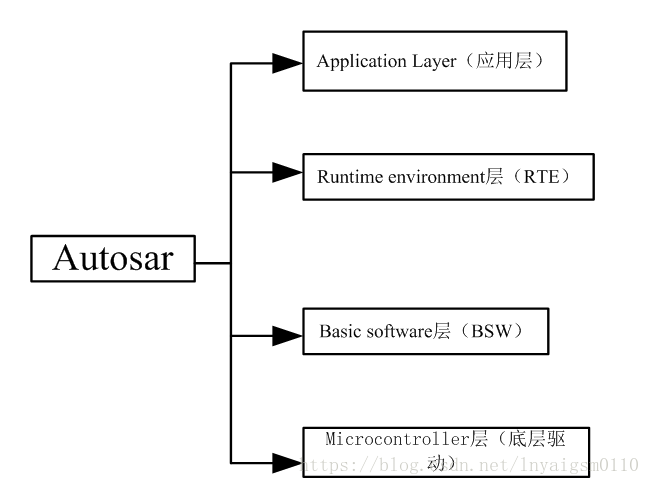 Application Layer（应用层）
Runtime environment层（RTE）
Autosar
Basic software层（BSW）
Microcontroller层（底层驱
动）
https://blog.csdn.net/lnyaigsm0110